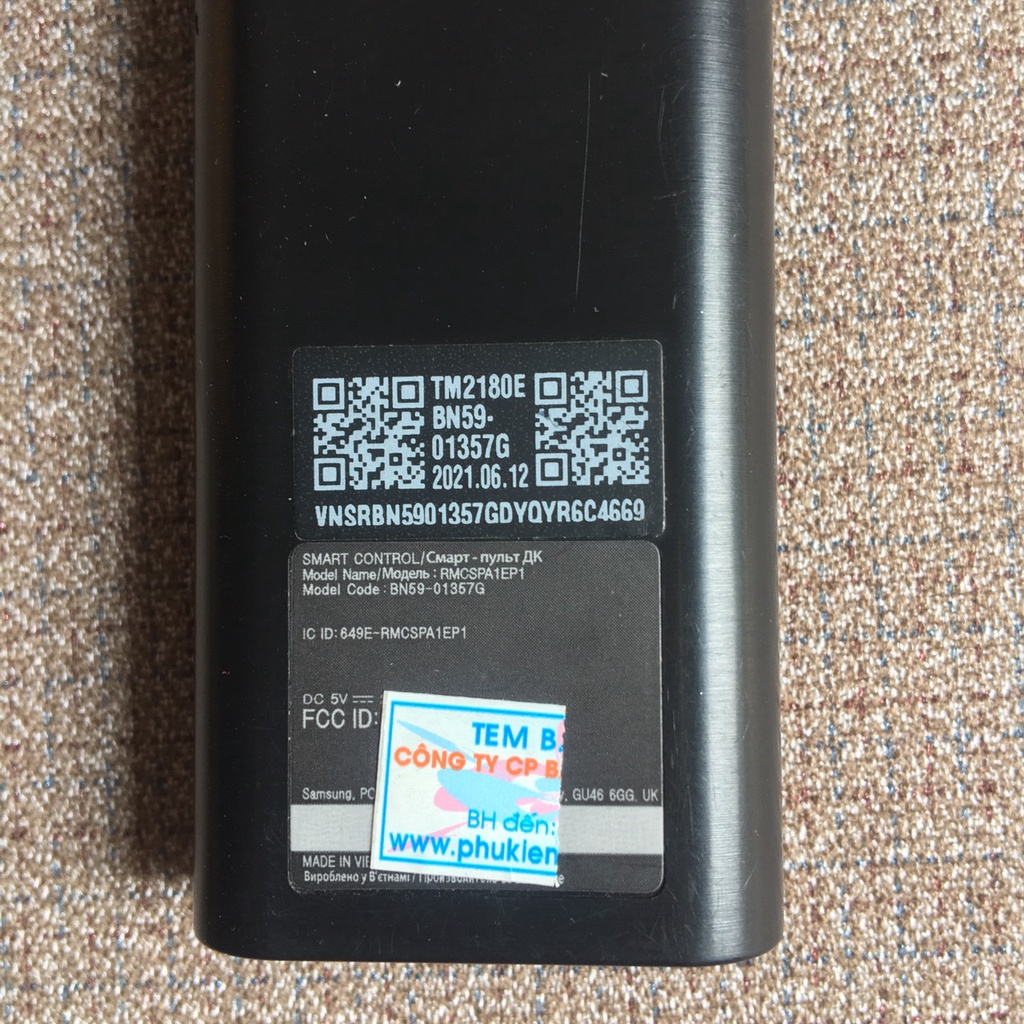 TM2180E
BN59-
01357G
2021.06.12
VNSRBN5901357GDYQYR6C4669
SMART CONTROL/Смарт - пульт ДК
Model Name/Модель : RMCSPA1EP1
Model Code : BN59-01357G
IC ID: 649E-RMCSPA1EP1
DC 5V
FCC ID:
TEM
CÔNG TY CP
Samsung, GU46 6GG. UK
BH đến:
www.phukien
MADE IN
Вироблено у В'єтнамі /